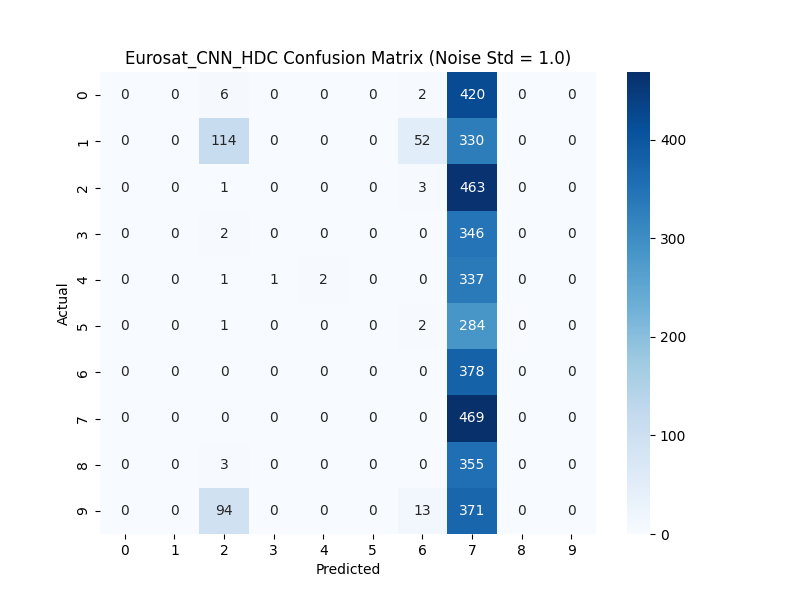 Eurosat_CNN_HDC Confusion Matrix (Noise Std = 1.0)
0 0 0 6 0 0 0 2 420 0 0
1 0 0 114 0 0 0 52 330 0 0
2 0 0 1 0 0 0 3 463 0 0
3 0 0 2 0 0 0 0 346 0 0
4 0 0 1 1 2 0 0 337 0 0
5 0 0 1 0 0 0 2 284 0 0
6 0 0 0 0 0 0 0 378 0 0
7 0 0 0 0 0 0 0 469 0 0
8 0 0 3 0 0 0 0 355 0 0
9 0 0 94 0 0 0 13 371 0 0
0 1 2 3 4 5 6 7 8 9
Predicted
Actual
400
300
200
100
0